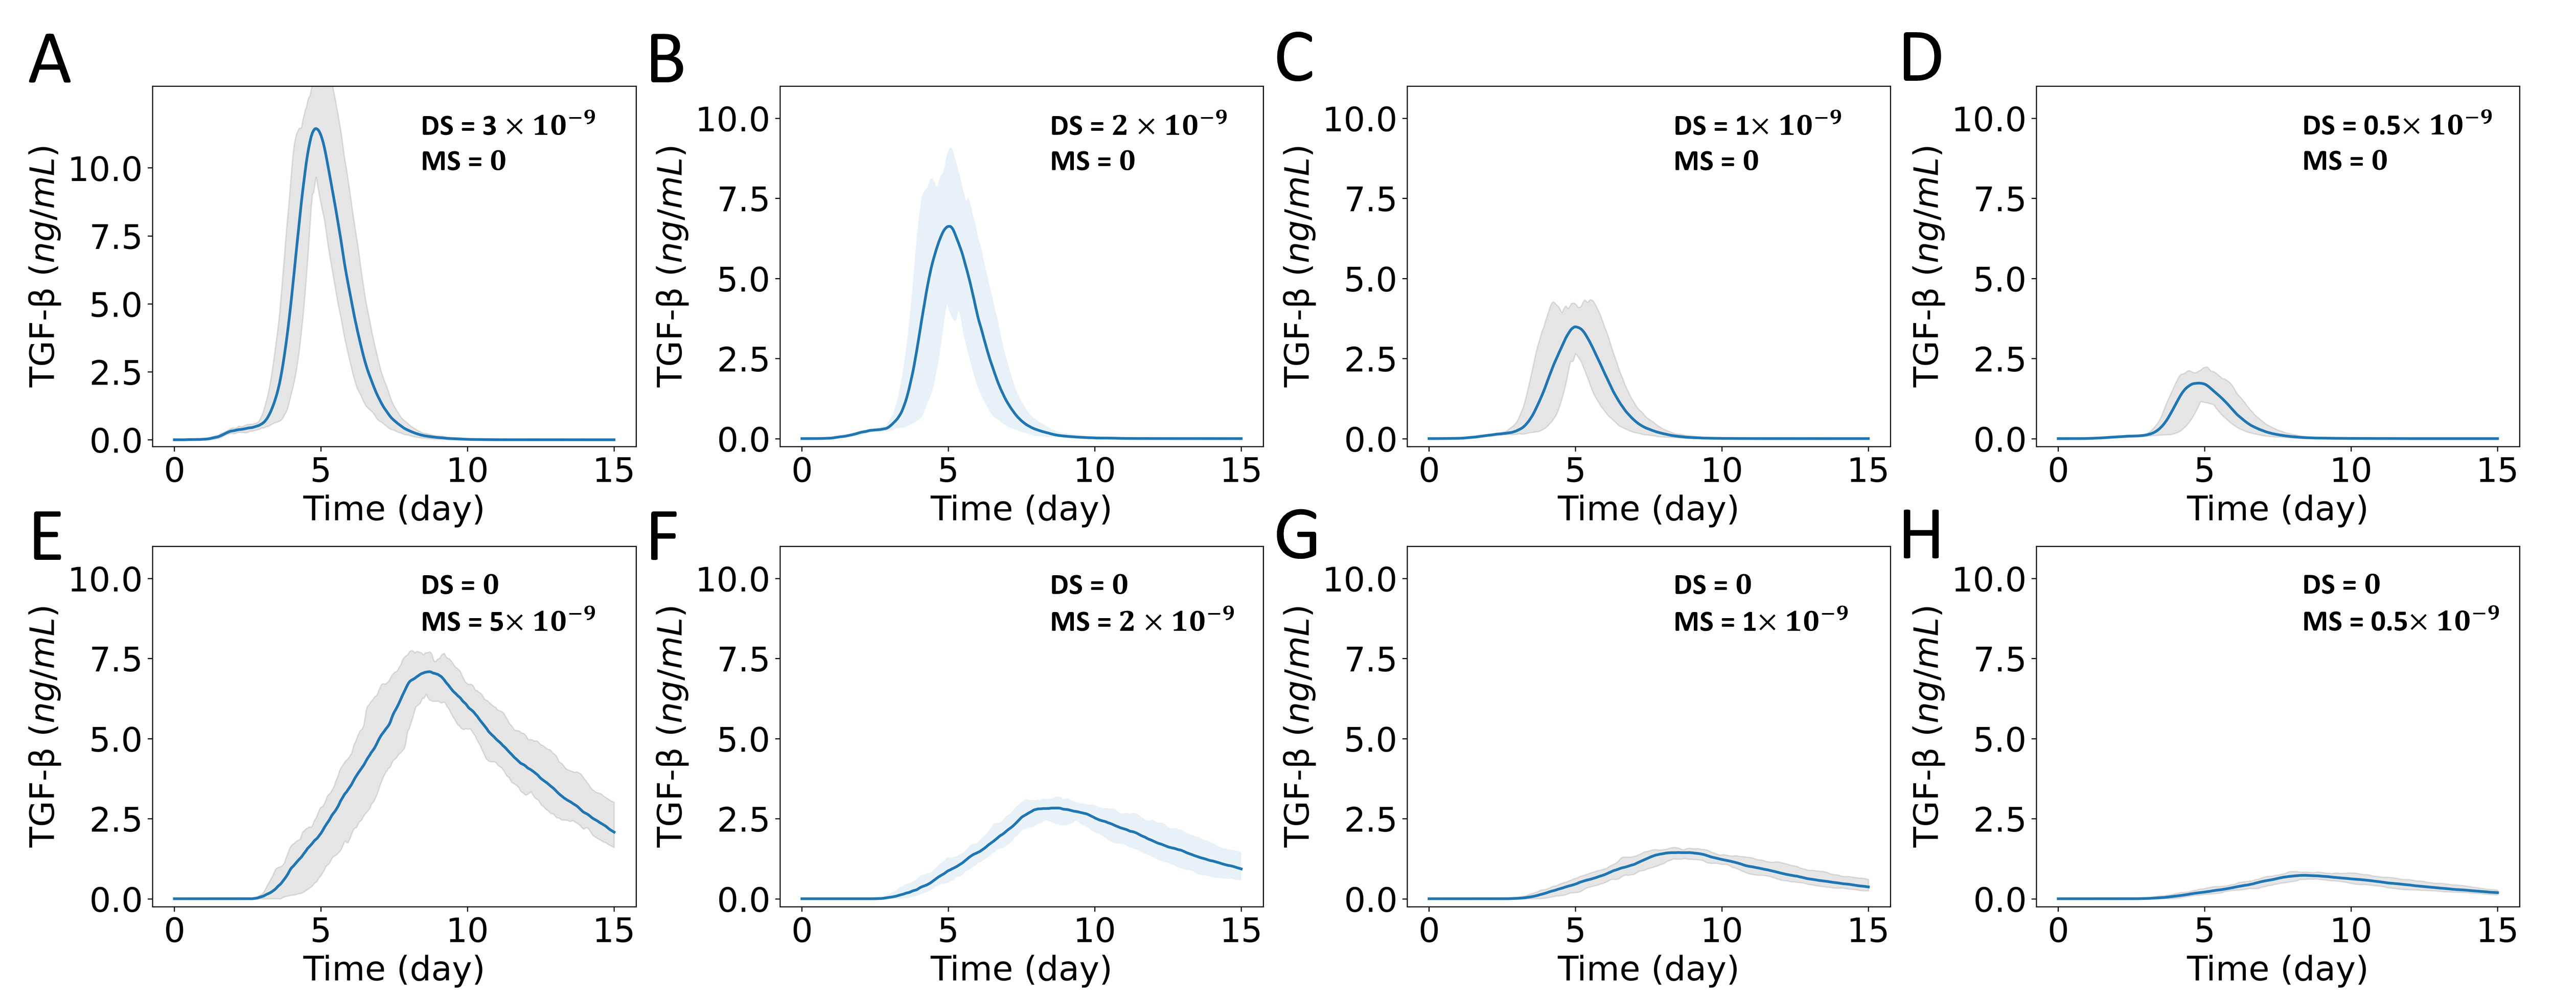 A
TGF-β (ng/mL)
10.0
7.5
5.0
2.5
0.0
DS = 3 × 10⁻⁹
MS = 0
0 5 10 15
Time (day)
B
TGF-β (ng/mL)
10.0
7.5
5.0
2.5
0.0
DS = 2 × 10⁻⁹
MS = 0
0 5 10 15
Time (day)
C
TGF-β (ng/mL)
10.0
7.5
5.0
2.5
0.0
DS = 1× 10⁻⁹
MS = 0
0 5 10 15
Time (day)
D
TGF-β (ng/mL)
10.0
7.5
5.0
2.5
0.0
DS = 0.5× 10⁻⁹
MS = 0
0 5 10 15
Time (day)
E
TGF-β (ng/mL)
10.0
7.5
5.0
2.5
0.0
DS = 0
MS = 5× 10⁻⁹
0 5 10 15
Time (day)
F
TGF-β (ng/mL)
10.0
7.5
5.0
2.5
0.0
DS = 0
MS = 2 × 10⁻⁹
0 5 10 15
Time (day)
G
TGF-β (ng/mL)
10.0
7.5
5.0
2.5
0.0
DS = 0
MS = 1× 10⁻⁹
0 5 10 15
Time (day)
H
TGF-β (ng/mL)
10.0
7.5
5.0
2.5
0.0
DS = 0
MS = 0.5× 10⁻⁹
0 5 10 15
Time (day)